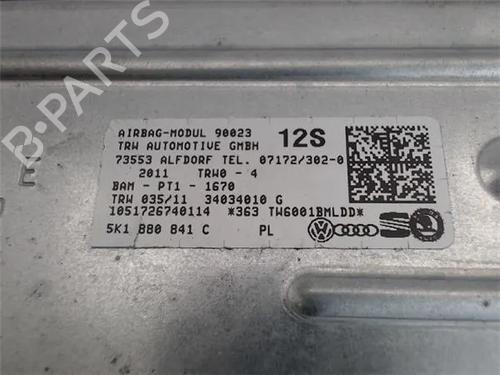 AIRBAG-MODUL 90023 12S
TRW AUTOMOTIVE GMBH
73553 ALFDORF TEL. 07172/302-0
2011 TRW0 - 4
BAM - PT1 - 1670
TRW 035/11 34034010 G
1051726740114 *363 TW6001BMLDD*
5K1 880 841 C PL
B-PARTS